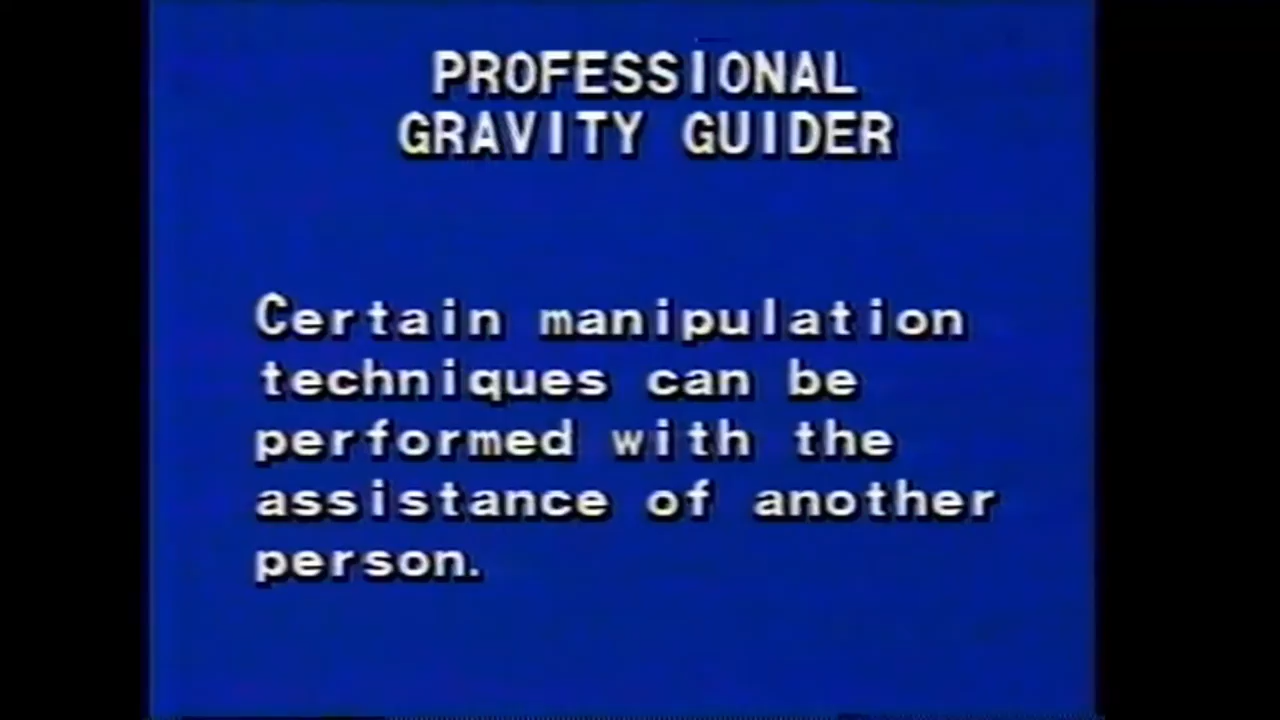 PROFESSIONAL
GRAVITY GUIDER
Certain manipulation
techniques can be
performed with the
assistance of another
person.